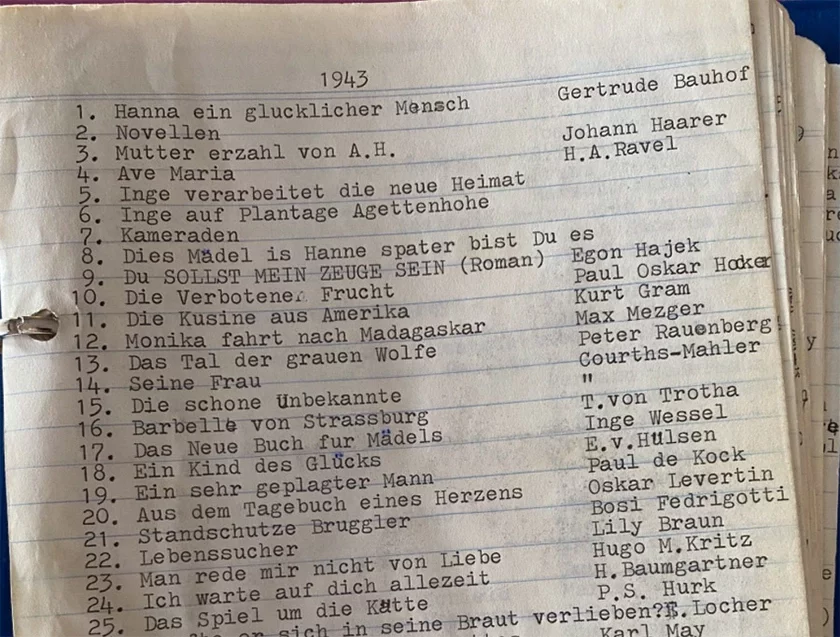 1943
1. Hanna ein glucklicher Mensch Gertrude Bauhof
2. Novellen
3. Mutter erzahl von A.H. Johann Haarer
4. Ave Maria H.A.Ravel
5. Inge verarbeitet die neue Heimat
6. Inge auf Plantage Agettenhohe
7. Kameraden
8. Dies Mädel is Hanne spater bist Du es
9. Du SOLLST MEIN ZEUGE SEIN (Roman) Egon Hajek
10. Die Verbotene Frucht Paul Oskar Hocker
11. Die Kusine aus Amerika Kurt Gram
12. Monika fahrt nach Madagaskar Max Mezger
13. Das Tal der grauen Wolfe Peter Rauenberg
14. Seine Frau Courths-Mahler
15. Die schone Unbekannte "
16. Barbelle von Strassburg T.von Trotha
17. Das Neue Buch fur Mädels Inge Wessel
18. Ein Kind des Glücks E.v.Hulsen
19. Ein sehr geplagter Mann Paul de Kock
20. Aus dem Tagebuch eines Herzens Oskar Levertin
21. Standschutze Bruggler Bosi Fedrigotti
22. Lebenssucher Lily Braun
23. Man rede mir nicht von Liebe Hugo M.Kritz
24. Ich warte auf dich allezeit H.Baumgartner
25. Das Spiel um die Kätte P.S. Hurk
er sich in seine Braut verlieben? E.Locher
Karl May